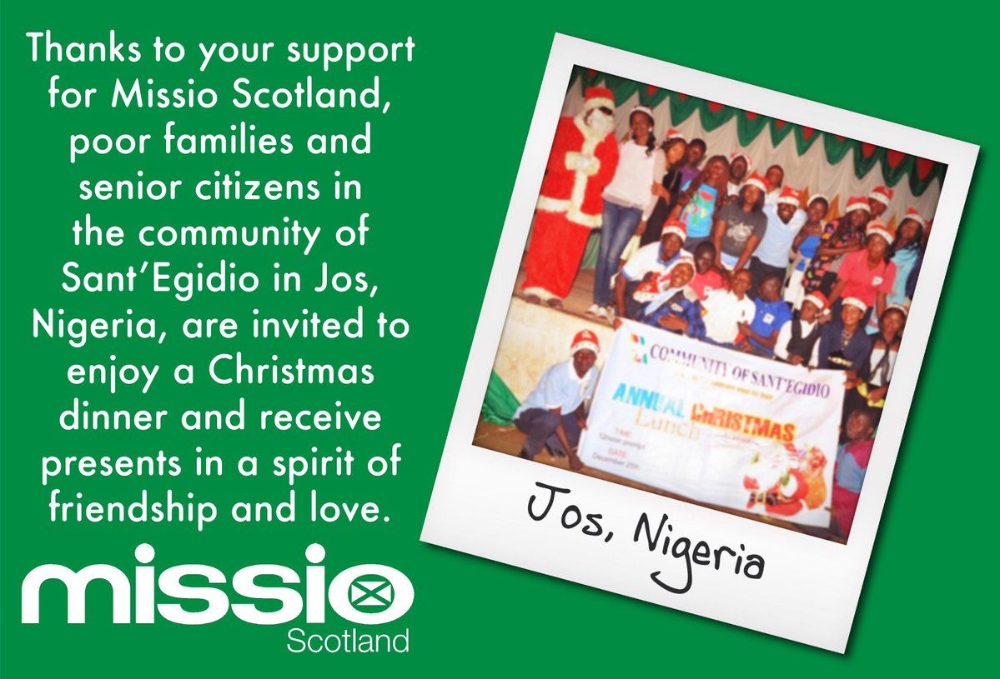 Thanks to your support
for Missio Scotland,
poor families and
senior citizens in
the community of
Sant’Egidio in Jos,
Nigeria, are invited to
enjoy a Christmas
dinner and receive
presents in a spirit of
friendship and love.
missio
Scotland
COMMUNITY OF SANT'EGIDIO
ANNUAL CHRISTMAS
Lunch
TIME:
12noon prompt
DATE:
December 25th
Jos, Nigeria